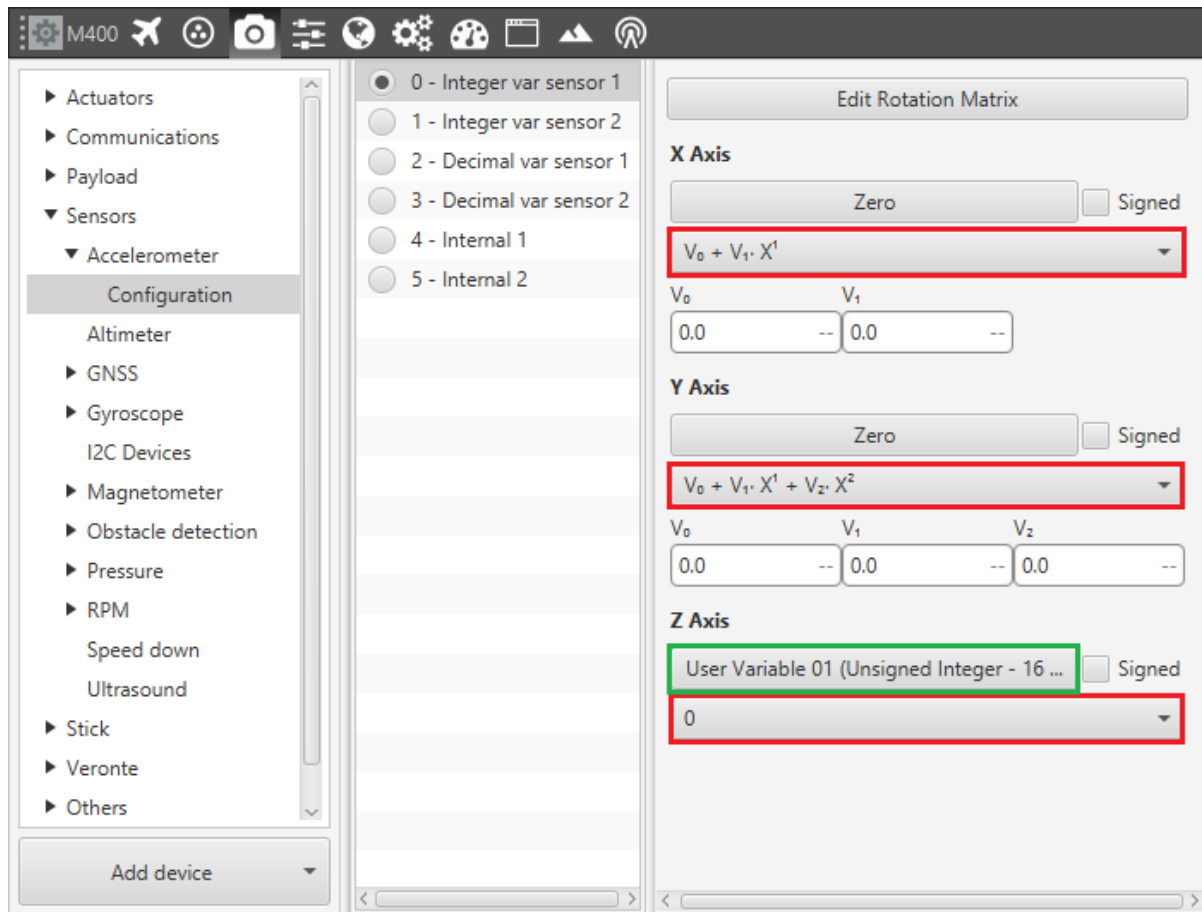 M400
Actuators
Communications
Payload
Sensors
Accelerometer
Configuration
Altimeter
GNSS
Gyroscope
I2C Devices
Magnetometer
Obstacle detection
Pressure
RPM
Speed down
Ultrasound
Stick
Veronte
Others
Add device
0 - Integer var sensor 1
1 - Integer var sensor 2
2 - Decimal var sensor 1
3 - Decimal var sensor 2
4 - Internal 1
5 - Internal 2
Edit Rotation Matrix
X Axis
Zero Signed
V₀ + V₁· X¹
V₀ V₁
0.0 -- 0.0 --
Y Axis
Zero Signed
V₀ + V₁· X¹ + V₂· X²
V₀ V₁ V₂
0.0 -- 0.0 -- 0.0 --
Z Axis
User Variable 01 (Unsigned Integer - 16 ... Signed
0